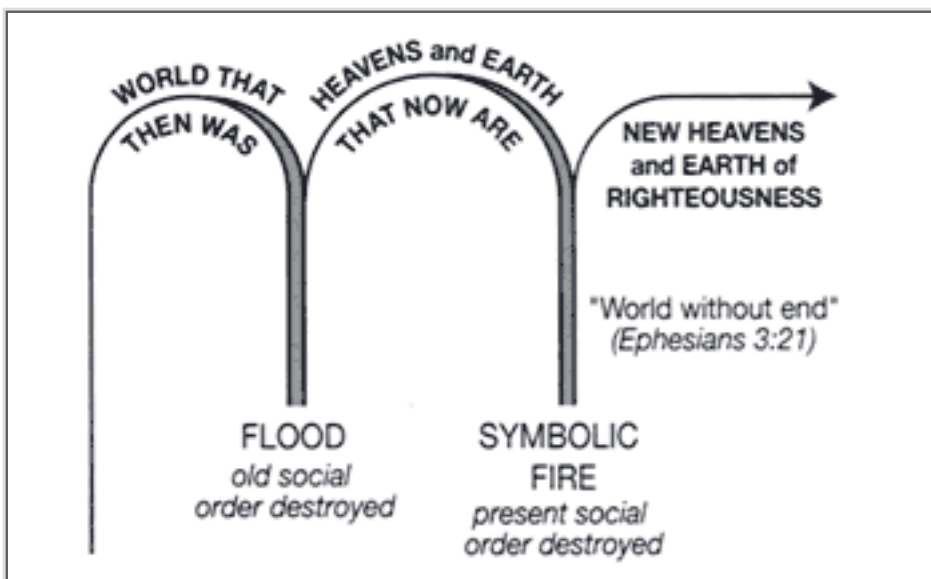 WORLD THAT
THEN WAS
HEAVENS and EARTH
THAT NOW ARE
NEW HEAVENS
and EARTH of
RIGHTEOUSNESS
"World without end"
(Ephesians 3:21)
FLOOD
old social
order destroyed
SYMBOLIC
FIRE
present social
order destroyed